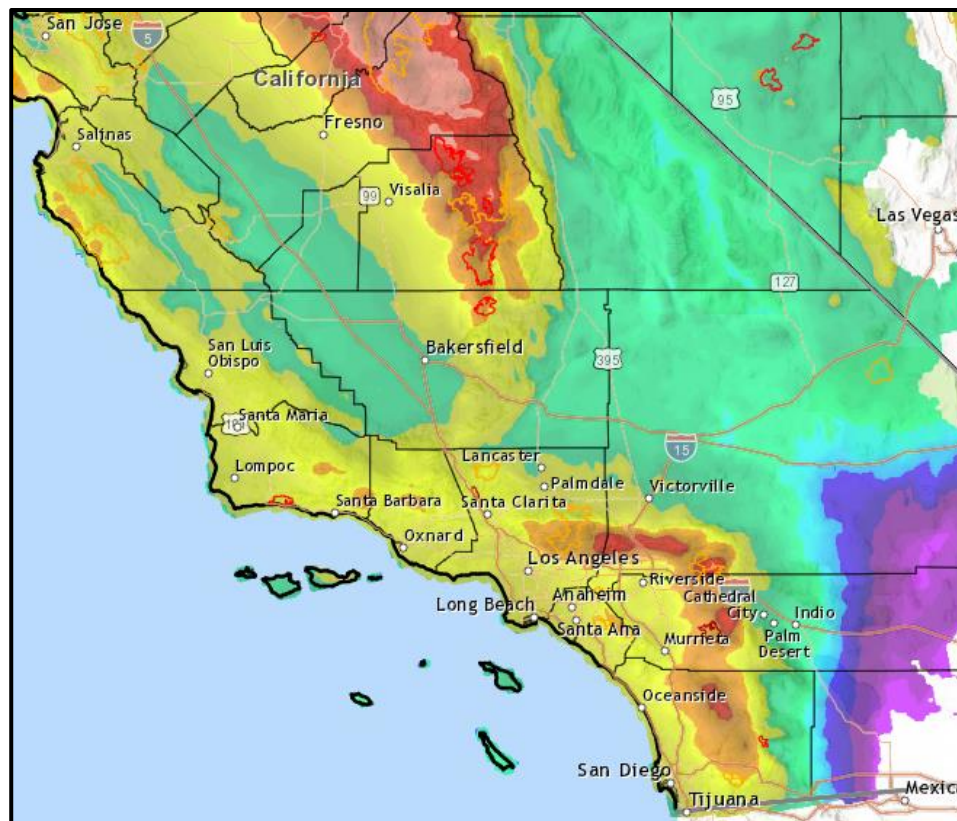 San Jose
5
California
95
Salinas
Fresno
99
Visalia
Las Vegas
127
San Luis
Obispo
Bakersfield
395
Santa Maria
15
Lancaster
Lompoc
Palmdale
Victorville
Santa Barbara
Santa Clarita
Oxnard
Los Angeles
Riverside
Long Beach
Anaheim
Cathedral
City
Indio
Santa Ana
Murrieta
Palm
Desert
Oceanside
San Diego
Tijuana
Mexic